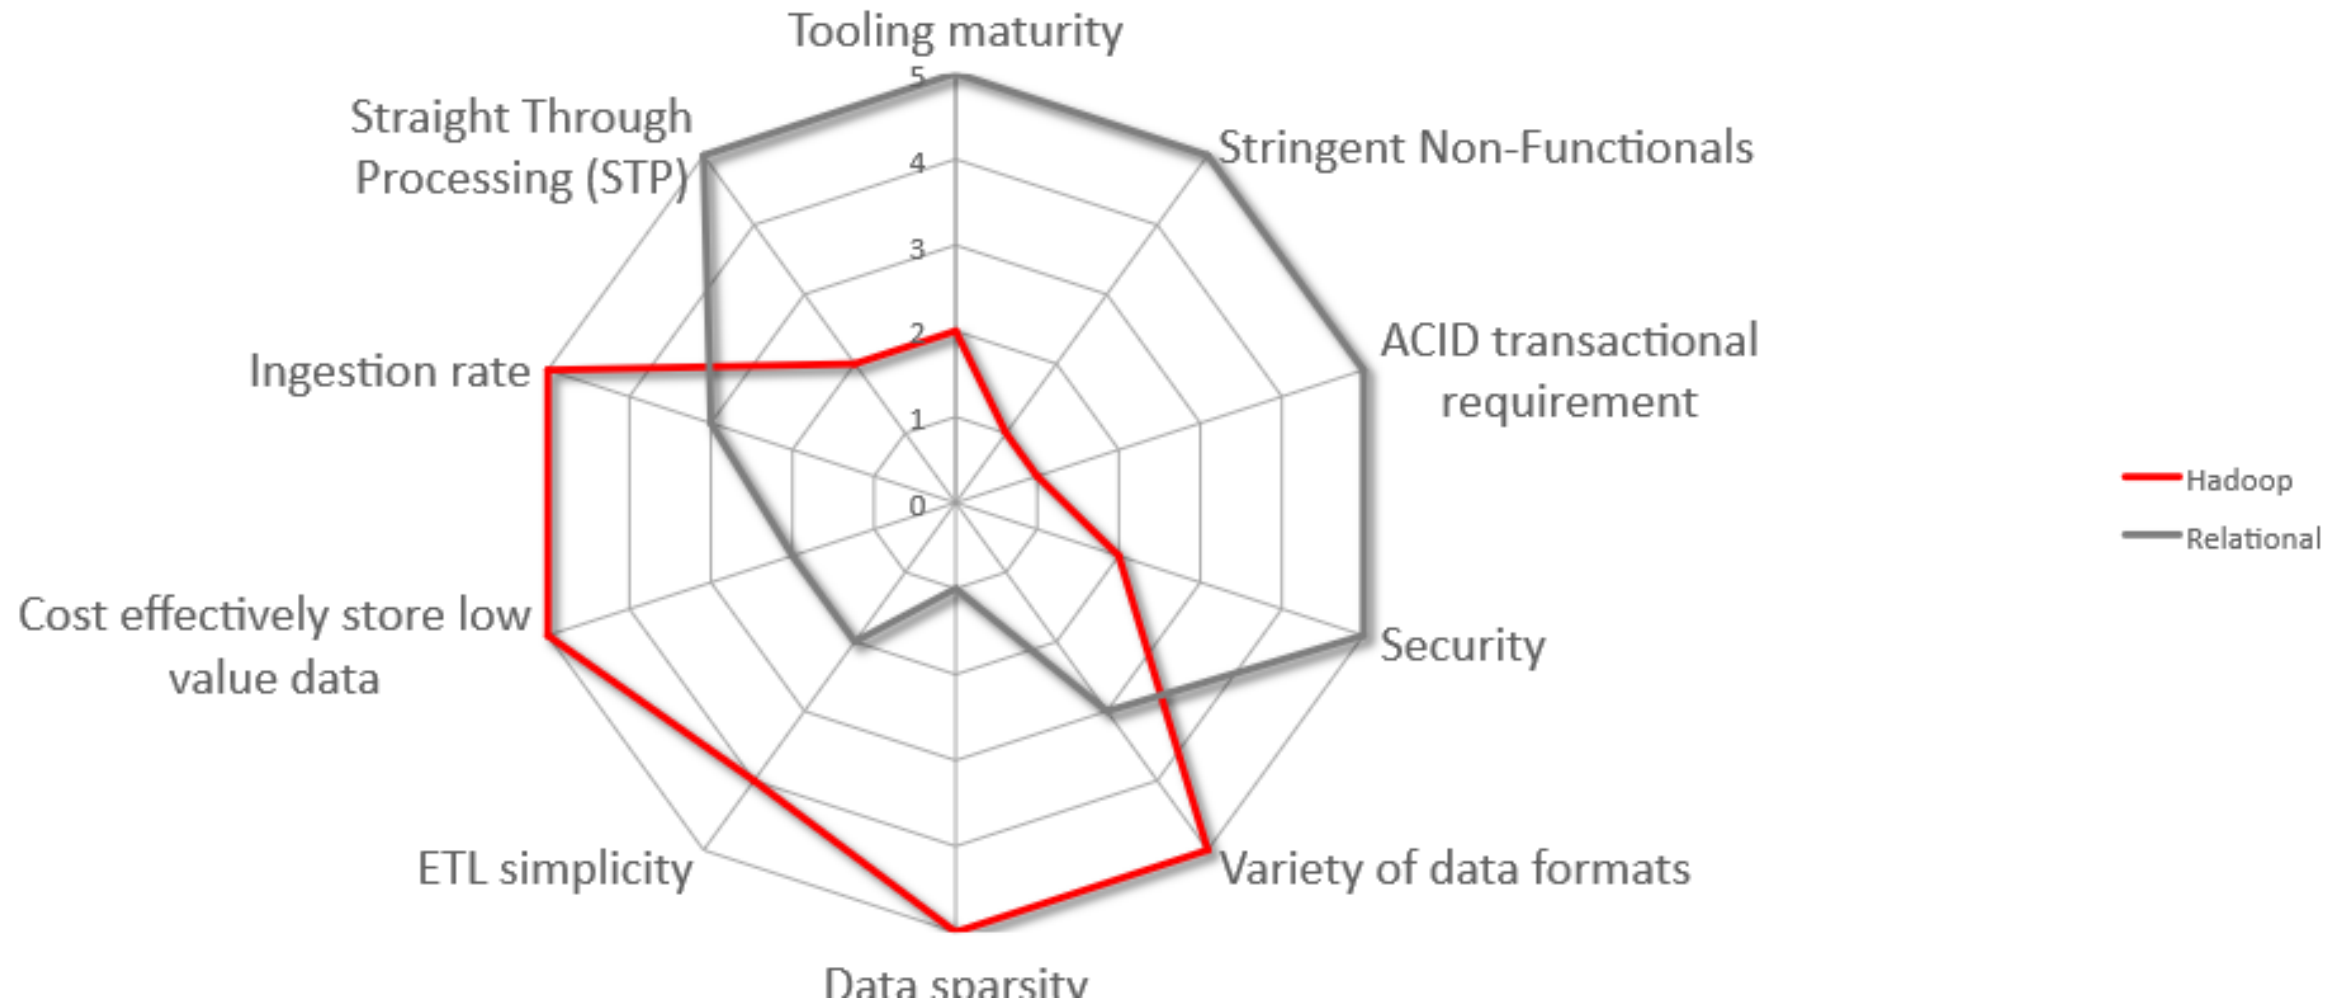 Tooling maturity
5
Straight Through
Processing (STP)
Stringent Non-Functionals
4
3
2
1
0
Ingestion rate
ACID transactional
requirement
Hadoop
Relational
Cost effectively store low
value data
Security
ETL simplicity
Variety of data formats
Data sparsity